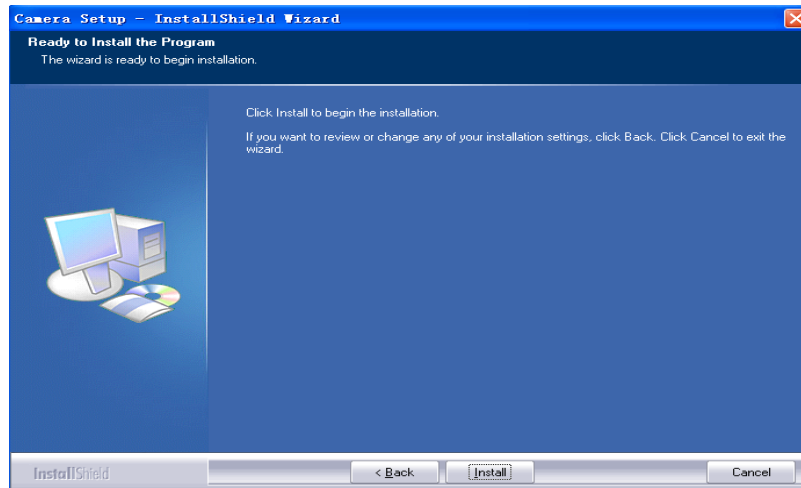 Camera Setup - InstallShield Wizard
Ready to Install the Program
The wizard is ready to begin installation.
Click Install to begin the installation.
If you want to review or change any of your installation settings, click Back. Click Cancel to exit the
wizard.
InstallShield
< Back
Install
Cancel